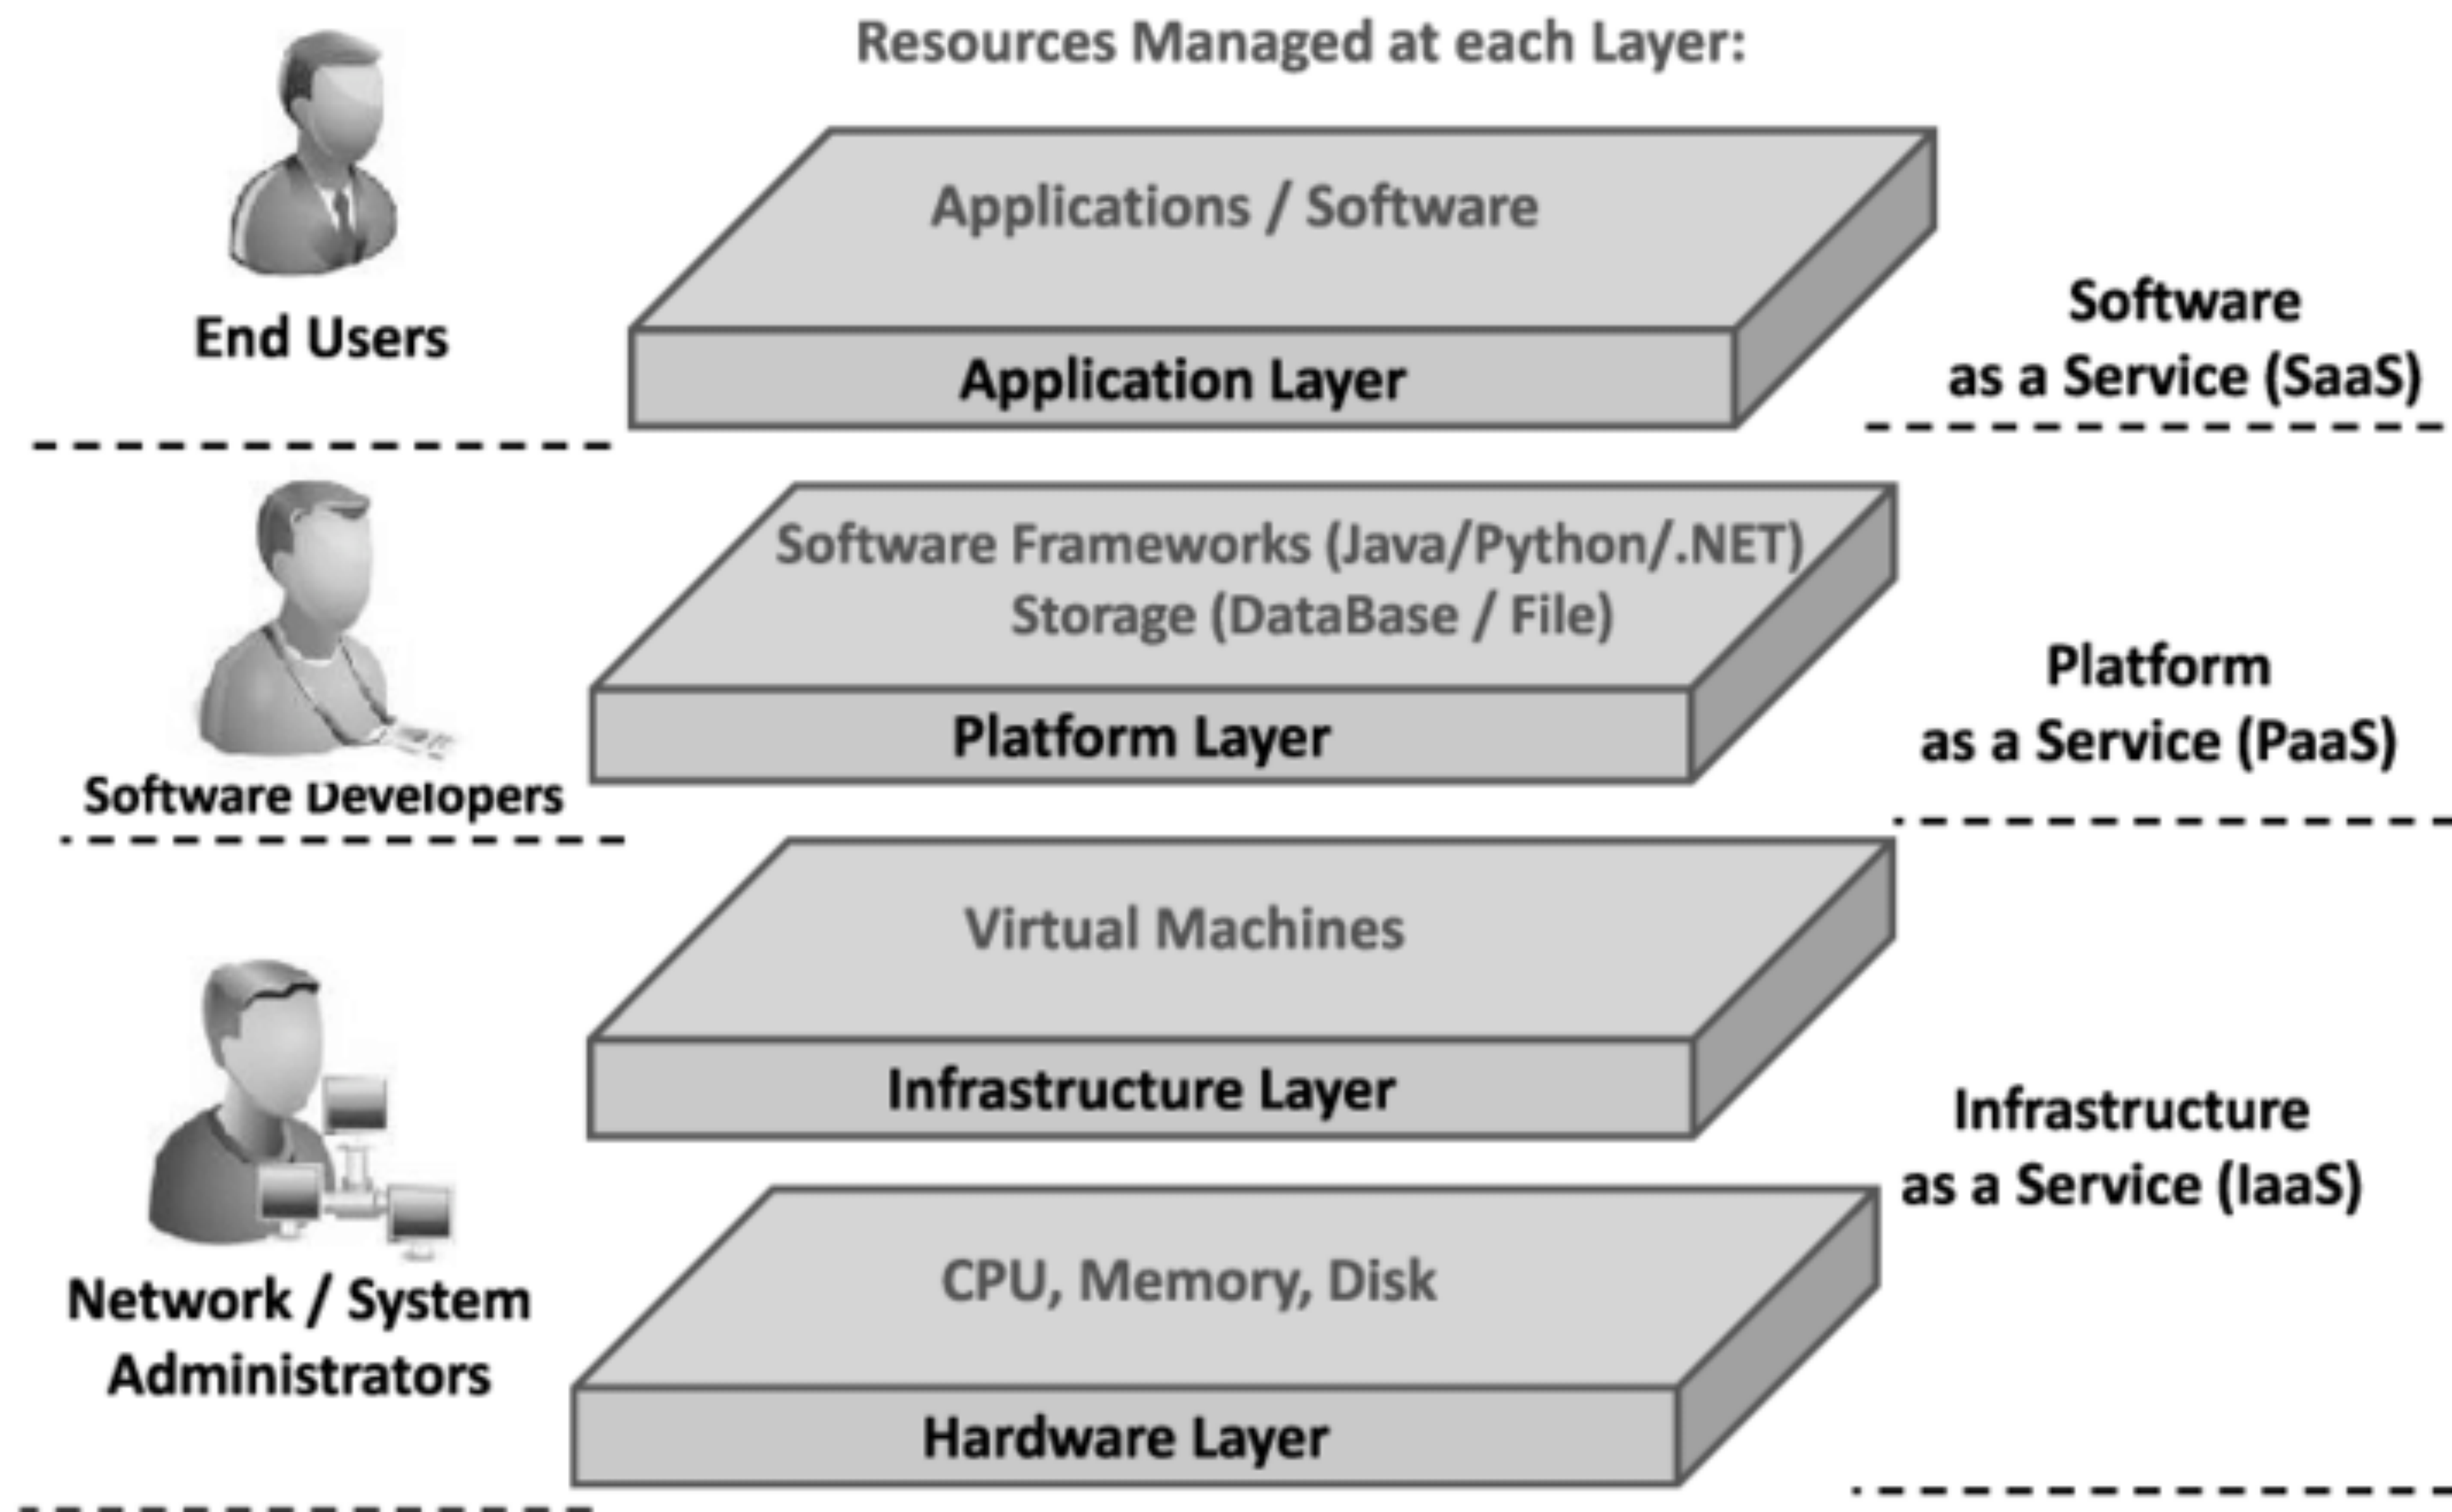 Resources Managed at each Layer:
Applications / Software
End Users
Application Layer
Software
as a Service (SaaS)
Software Frameworks (Java/Python/.NET)
Storage (DataBase / File)
Software Developers
Platform Layer
Platform
as a Service (PaaS)
Virtual Machines
Infrastructure Layer
Infrastructure
as a Service (IaaS)
Network / System
Administrators
CPU, Memory, Disk
Hardware Layer